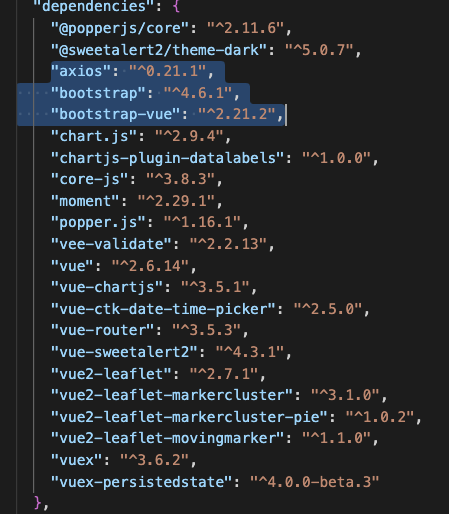 "dependencies": {
"@popperjs/core": "^2.11.6",
"@sweetalert2/theme-dark": "^5.0.7",
"axios": "^0.21.1",
"bootstrap": "^4.6.1",
"bootstrap-vue": "^2.21.2",
"chart.js": "^2.9.4",
"chartjs-plugin-datalabels": "^1.0.0",
"core-js": "^3.8.3",
"moment": "^2.29.1",
"popper.js": "^1.16.1",
"vee-validate": "^2.2.13",
"vue": "^2.6.14",
"vue-chartjs": "^3.5.1",
"vue-ctk-date-time-picker": "^2.5.0",
"vue-router": "^3.5.3",
"vue-sweetalert2": "^4.3.1",
"vue2-leaflet": "^2.7.1",
"vue2-leaflet-markercluster": "^3.1.0",
"vue2-leaflet-markercluster-pie": "^1.0.2",
"vue2-leaflet-movingmarker": "^1.1.0",
"vuex": "^3.6.2",
"vuex-persistedstate": "^4.0.0-beta.3"
},